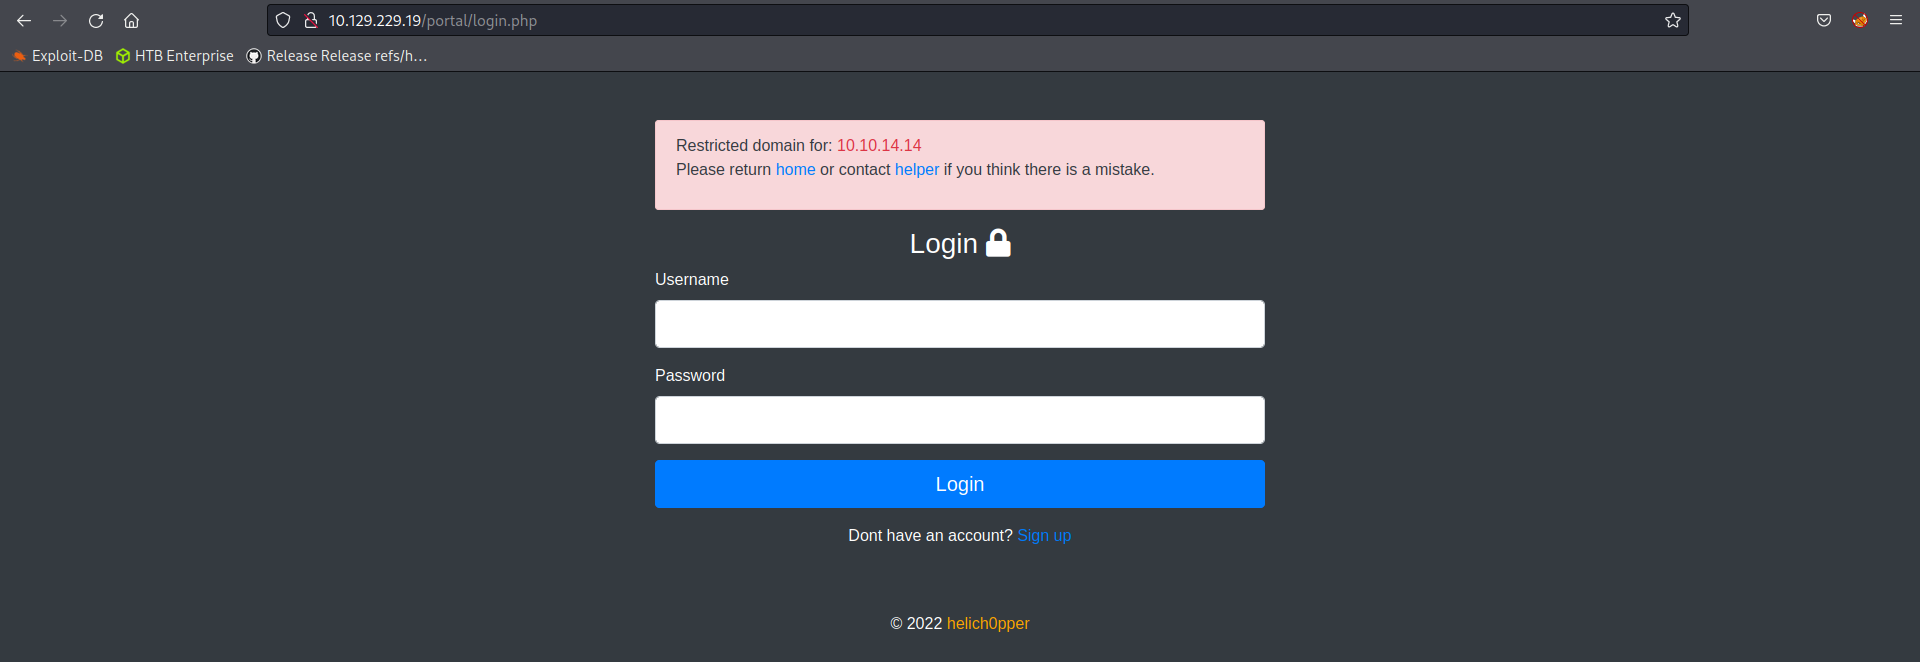 10.129.229.19/portal/login.php
Exploit-DB HTB Enterprise Release Release refs/h…
Restricted domain for: 10.10.14.14
Please return home or contact helper if you think there is a mistake.
Login
Username
Password
Login
Dont have an account? Sign up
© 2022 helich0pper